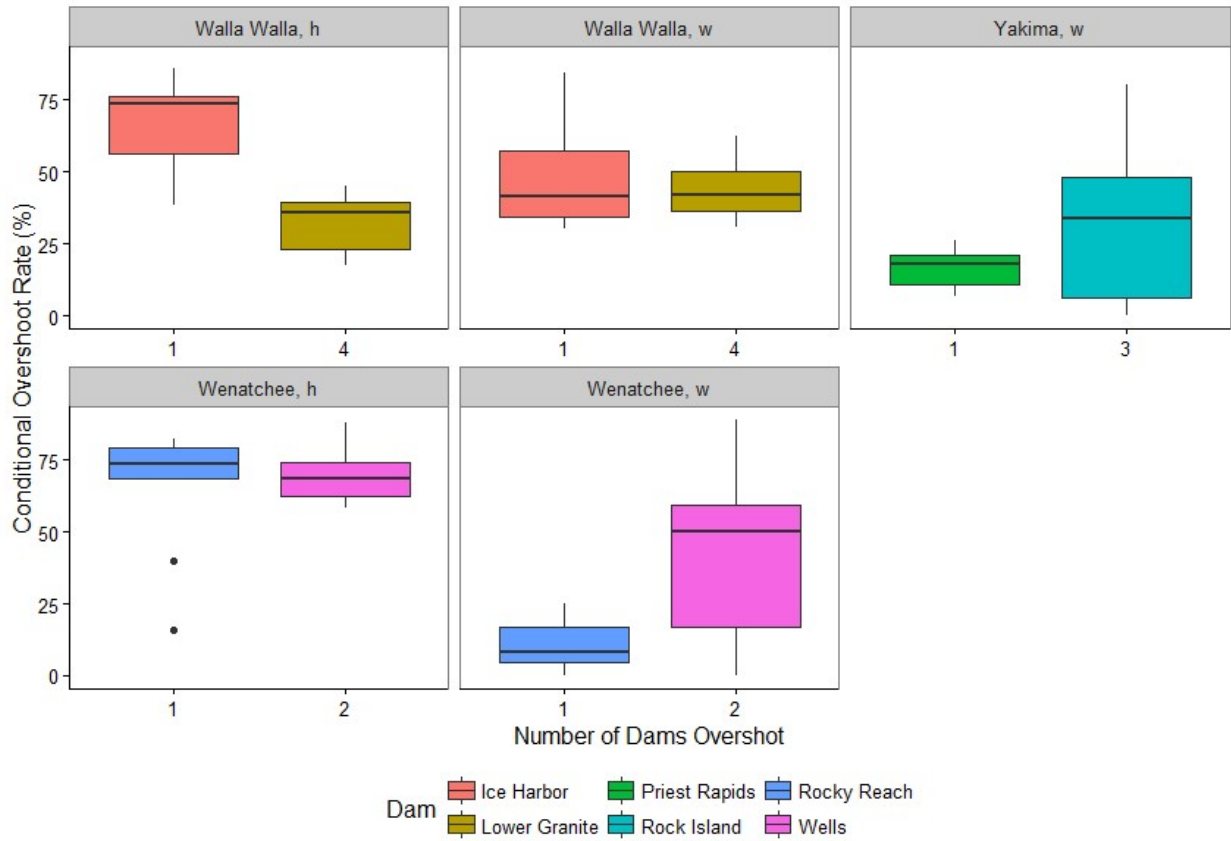 Walla Walla, h
Walla Walla, w
Yakima, w
Conditional Overshoot Rate (%)
75
50
25
0
1 4
1 4
1 3
Wenatchee, h
Wenatchee, w
75
50
25
0
1 2
1 2
Number of Dams Overshot
Dam
Ice Harbor Priest Rapids Rocky Reach
Lower Granite Rock Island Wells